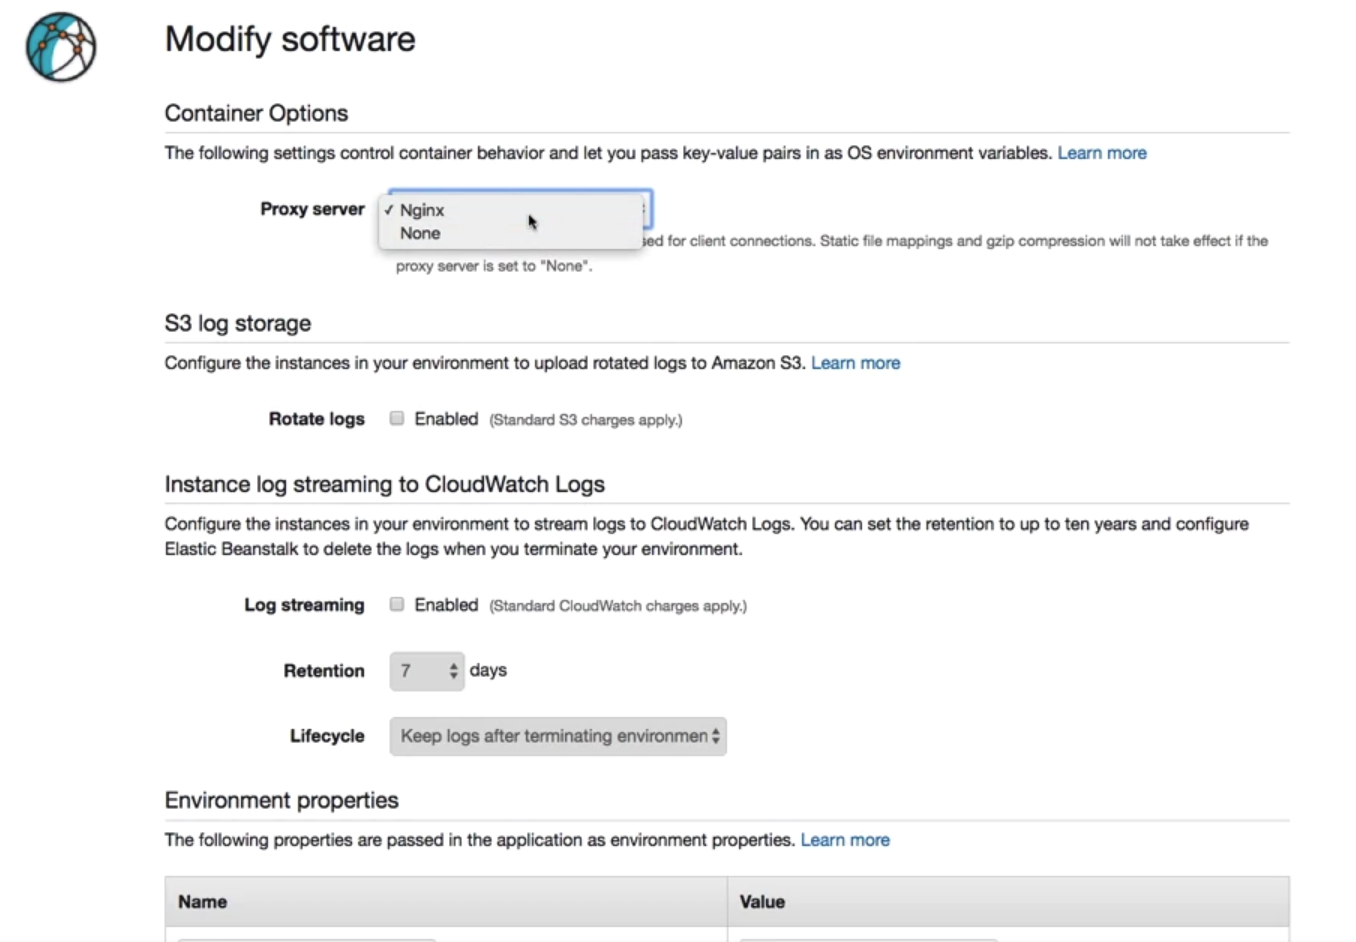 Modify software
Container Options
The following settings control container behavior and let you pass key-value pairs in as OS environment variables. Learn more
Proxy server
✓ Nginx
None
for client connections. Static file mappings and gzip compression will not take effect if the
proxy server is set to "None".
S3 log storage
Configure the instances in your environment to upload rotated logs to Amazon S3. Learn more
Rotate logs Enabled (Standard S3 charges apply.)
Instance log streaming to CloudWatch Logs
Configure the instances in your environment to stream logs to CloudWatch Logs. You can set the retention to up to ten years and configure
Elastic Beanstalk to delete the logs when you terminate your environment.
Log streaming Enabled (Standard CloudWatch charges apply.)
Retention 7 days
Lifecycle Keep logs after terminating environmen
Environment properties
The following properties are passed in the application as environment properties. Learn more
Name Value